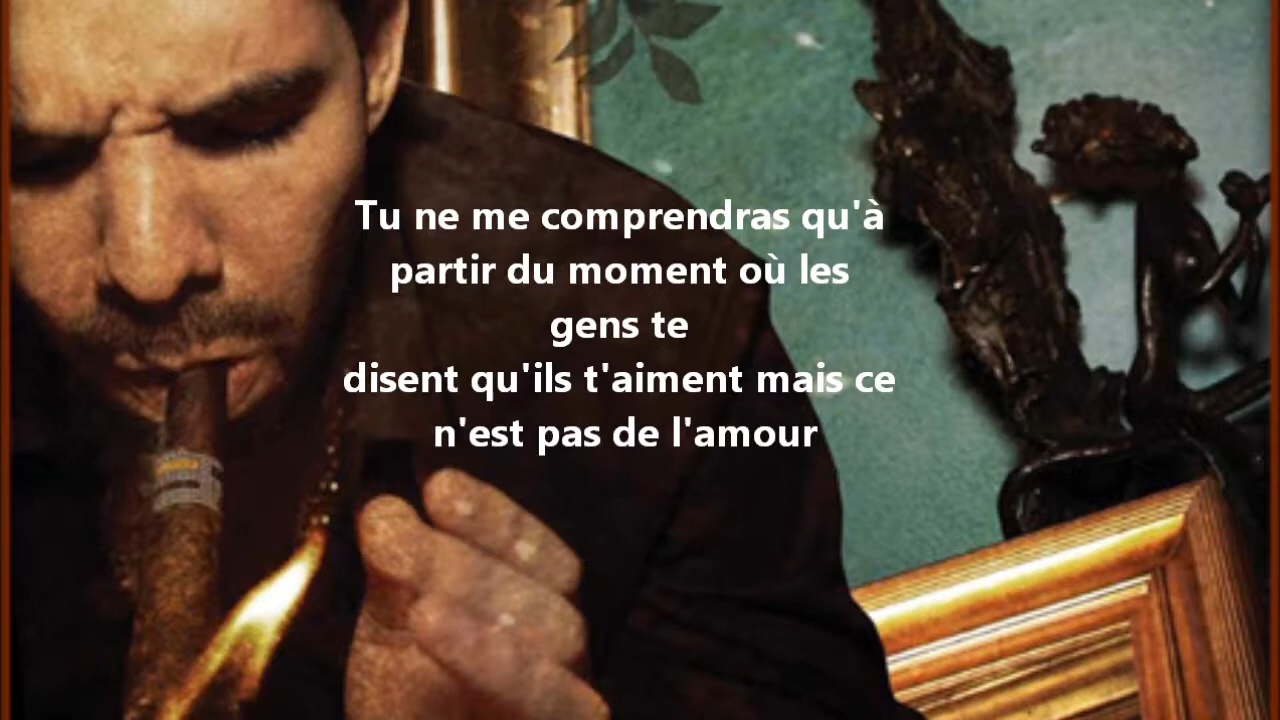 Tu ne me comprendras qu'à
partir du moment où les
gens te
disent qu'ils t'aiment mais ce
n'est pas de l'amour